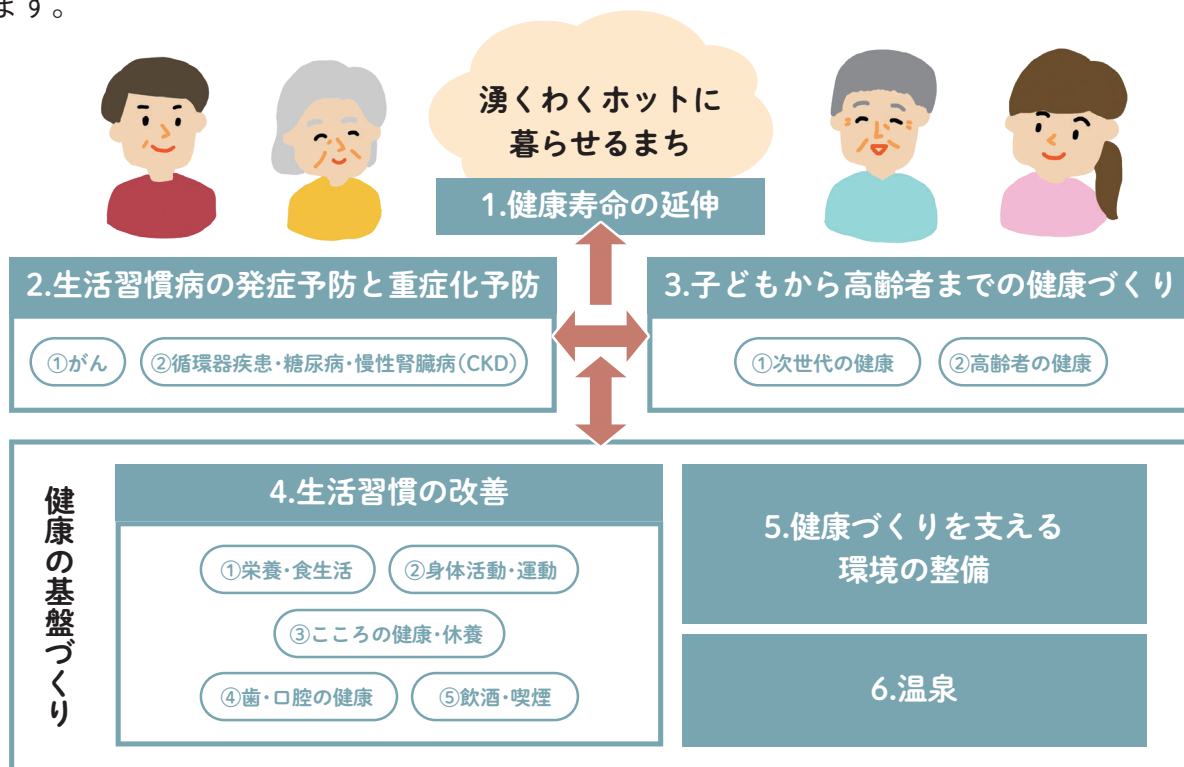 ます。
湧くわくホットに
暮らせるまち
1.健康寿命の延伸
2.生活習慣病の発症予防と重症化予防
①がん
②循環器疾患・糖尿病・慢性腎臓病(CKD)
3.子どもから高齢者までの健康づくり
①次世代の健康
②高齢者の健康
健康の基盤づくり
4.生活習慣の改善
①栄養・食生活
②身体活動・運動
③こころの健康・休養
④歯・口腔の健康
⑤飲酒・喫煙
5.健康づくりを支える
環境の整備
6.温泉